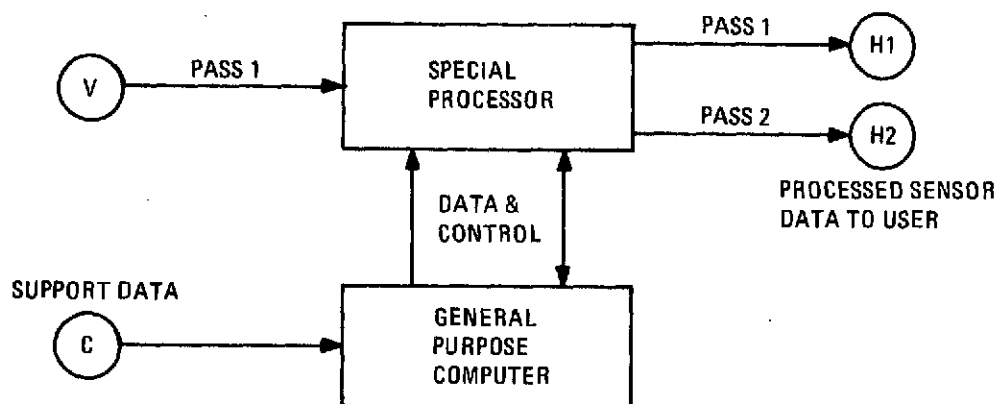 PASS 1
H1
V
PASS 1
SPECIAL
PROCESSOR
PASS 2
H2
PROCESSED SENSOR
DATA TO USER
DATA &
CONTROL
SUPPORT DATA
C
GENERAL
PURPOSE
COMPUTER